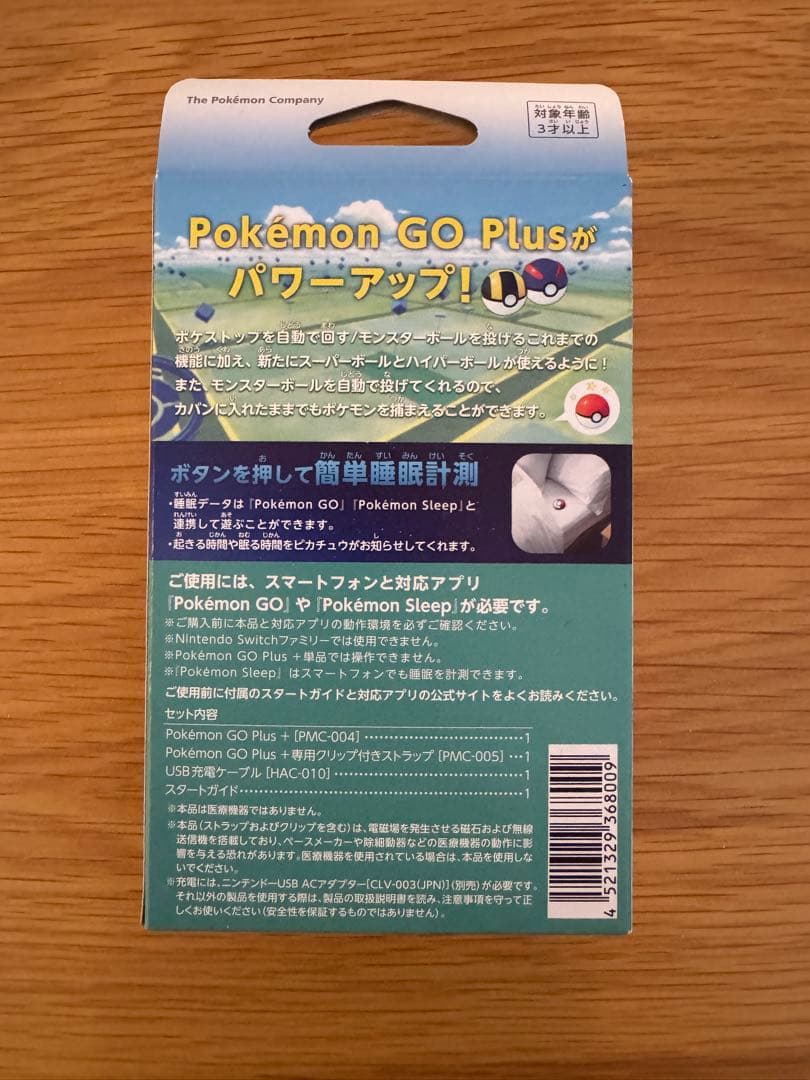 The Pokémon Company
対象年齢
3才以上
Pokémon GO Plusが
パワーアップ!
ポケストップを自動で回す/モンスターボールを投げるこれまでの
機能に加え、新たにスーパーボールとハイパーボールが使えるように!
また、モンスターボールを自動で投げてくれるので、
カバンに入れたままでもポケモンを捕まえることができます。
ボタンを押して簡単睡眠計測
・睡眠データは『Pokémon GO』『Pokémon Sleep』と
連携して遊ぶことができます。
・起きる時間や眠る時間をピカチュウがお知らせしてくれます。
ご使用には、スマートフォンと対応アプリ
『Pokémon GO』や『Pokémon Sleep』が必要です。
※ご購入前に本品と対応アプリの動作環境を必ずご確認ください。
※Nintendo Switchファミリーでは使用できません。
※Pokémon GO Plus +単品では操作できません。
※『Pokémon Sleep』はスマートフォンでも睡眠を計測できます。
ご使用前に付属のスタートガイドと対応アプリの公式サイトをよくお読みください。
セット内容
Pokémon GO Plus + [PMC-004] ……………………………1
Pokémon GO Plus +専用クリップ付きストラップ [PMC-005] …1
USB充電ケーブル [HAC-010] ……………………………1
スタートガイド……………………………………………1
※本品は医療機器ではありません。
※本品(ストラップおよびクリップを含む)は、電磁場を発生させる磁石および無線
送信機を搭載しており、ペースメーカーや除細動器などの医療機器の動作に影
響を与える恐れがあります。医療機器を使用されている場合は、本品を使用しな
いでください。
※充電には、ニンテンドーUSB ACアダプター[CLV-003(JPN)](別売)が必要です。
それ以外の製品を使用する際は、製品の取扱説明書を読み、注意事項を守って正
しくお使いください(安全性を保証するものではありません)。
4 521329 368009